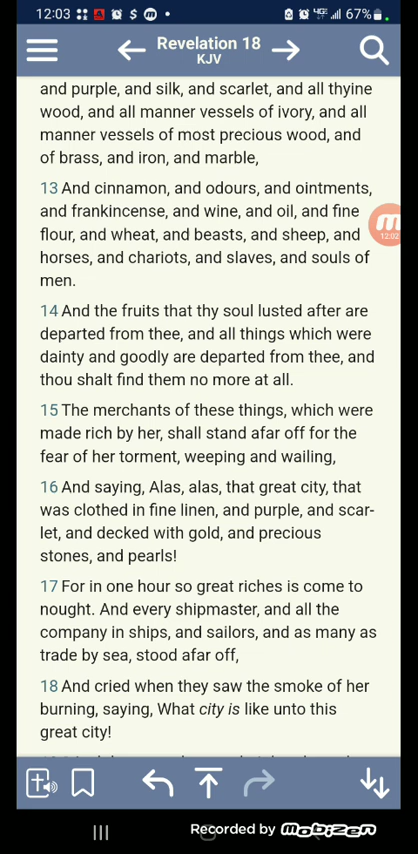 12:03
$
4G
67%
Revelation 18
KJV
and purple, and silk, and scarlet, and all thyine
wood, and all manner vessels of ivory, and all
manner vessels of most precious wood, and
of brass, and iron, and marble,
13 And cinnamon, and odours, and ointments,
and frankincense, and wine, and oil, and fine
flour, and wheat, and beasts, and sheep, and
horses, and chariots, and slaves, and souls of
men.
12:02
14 And the fruits that thy soul lusted after are
departed from thee, and all things which were
dainty and goodly are departed from thee, and
thou shalt find them no more at all.
15 The merchants of these things, which were
made rich by her, shall stand afar off for the
fear of her torment, weeping and wailing,
16 And saying, Alas, alas, that great city, that
was clothed in fine linen, and purple, and scar-
let, and decked with gold, and precious
stones, and pearls!
17 For in one hour so great riches is come to
nought. And every shipmaster, and all the
company in ships, and sailors, and as many as
trade by sea, stood afar off,
18 And cried when they saw the smoke of her
burning, saying, What city is like unto this
great city!
Recorded by Mobizen